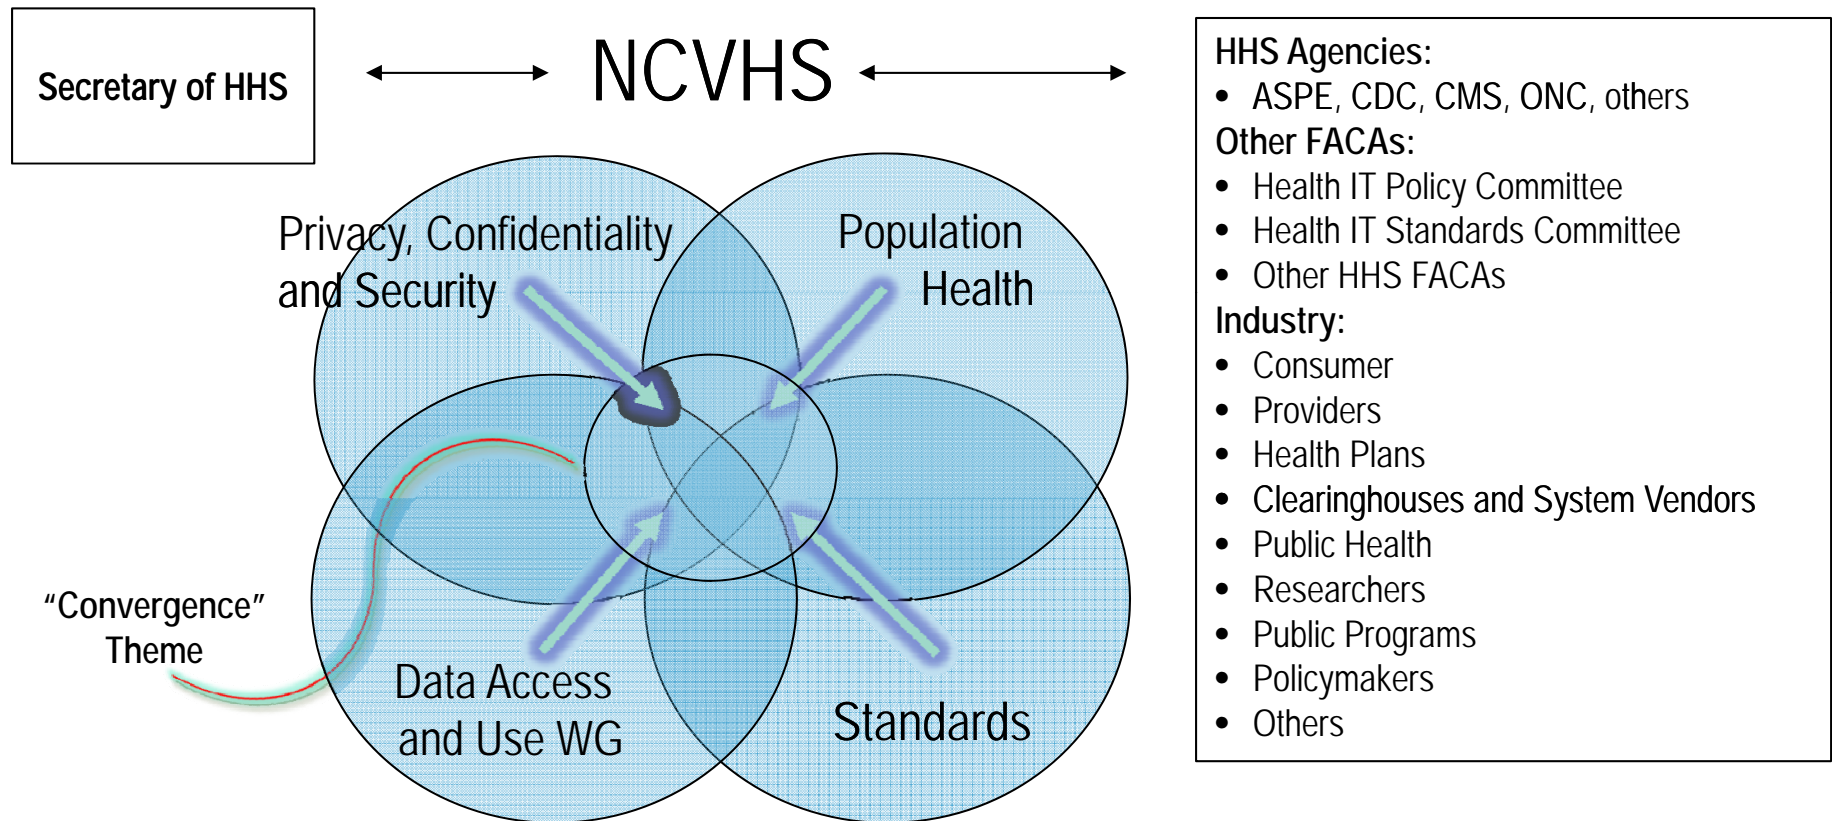 Secretary of HHS
NCVHS
Privacy, Confidentiality
and Security
Population
Health
"Convergence"
Theme
Data Access
and Use WG
Standards
HHS Agencies:
• ASPE, CDC, CMS, ONC, others
Other FACAs:
• Health IT Policy Committee
• Health IT Standards Committee
• Other HHS FACAs
Industry:
• Consumer
• Providers
• Health Plans
• Clearinghouses and System Vendors
• Public Health
• Researchers
• Public Programs
• Policymakers
• Others